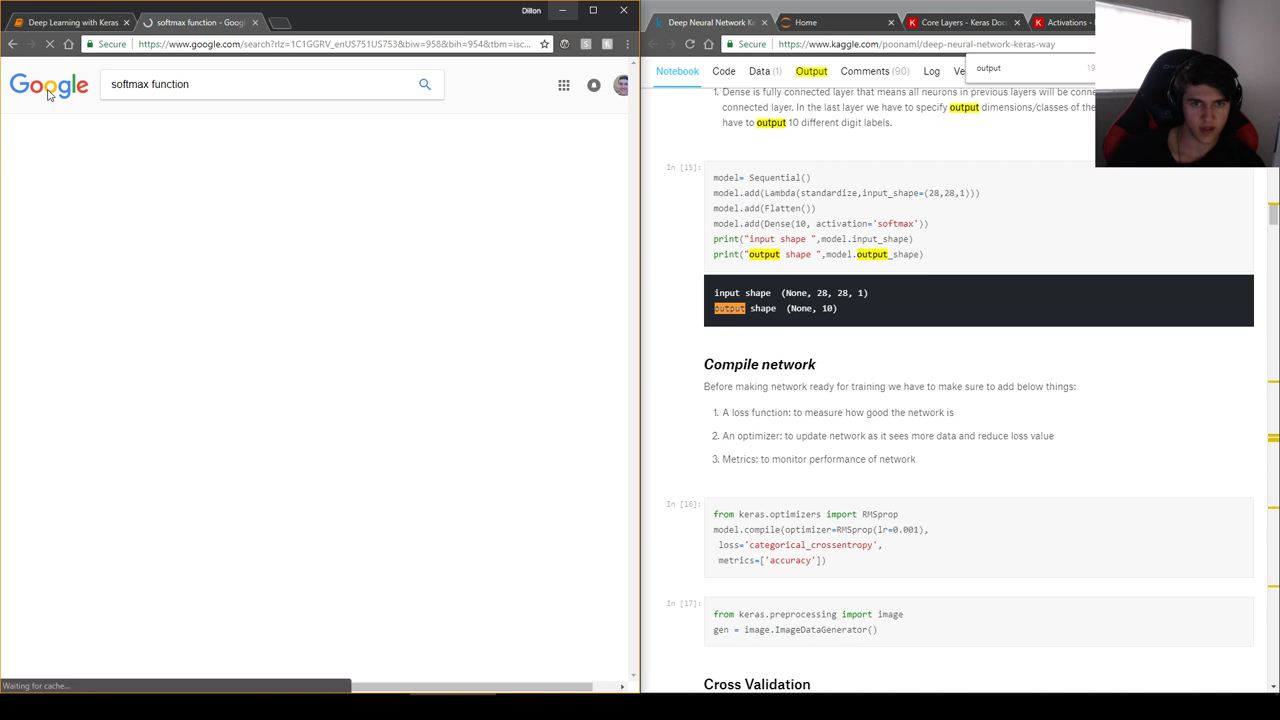 Dillon
Deep Learning with Keras
softmax function - Goog
Secure
https://www.google.com/search?rlz=1C1GGRV_enUS751US753&biw=958&bih=954&tbm=isc
Google
softmax function
Waiting for cache...
Deep Neural Network K
Home
Core Layers - Keras Doc
Activations -
Secure
https://www.kaggle.com/poonaml/deep-neural-network-keras-way
output
19
Notebook
Code
Data (1)
Output
Comments (90)
Log
Ve
1. Dense is fully connected layer that means all neurons in previous layers will be conn
connected layer. In the last layer we have to specify output dimensions/classes of the
have to output 10 different digit labels.
In [15]
model= Sequential()
model.add(Lambda(standardize,input_shape=(28,28,1)))
model.add(Flatten())
model.add(Dense(10, activation='softmax'))
print("input shape ",model.input_shape)
print("output shape ",model.output_shape)
input shape  (None, 28, 28, 1)
output shape  (None, 10)
Compile network
Before making network ready for training we have to make sure to add below things:
1. A loss function: to measure how good the network is
2. An optimizer: to update network as it sees more data and reduce loss value
3. Metrics: to monitor performance of network
In [16]
from keras.optimizers import RMSprop
model.compile(optimizer=RMSprop(lr=0.001),
loss='categorical_crossentropy',
metrics=['accuracy'])
In [17]
from keras.preprocessing import image
gen = image.ImageDataGenerator()
Cross Validation